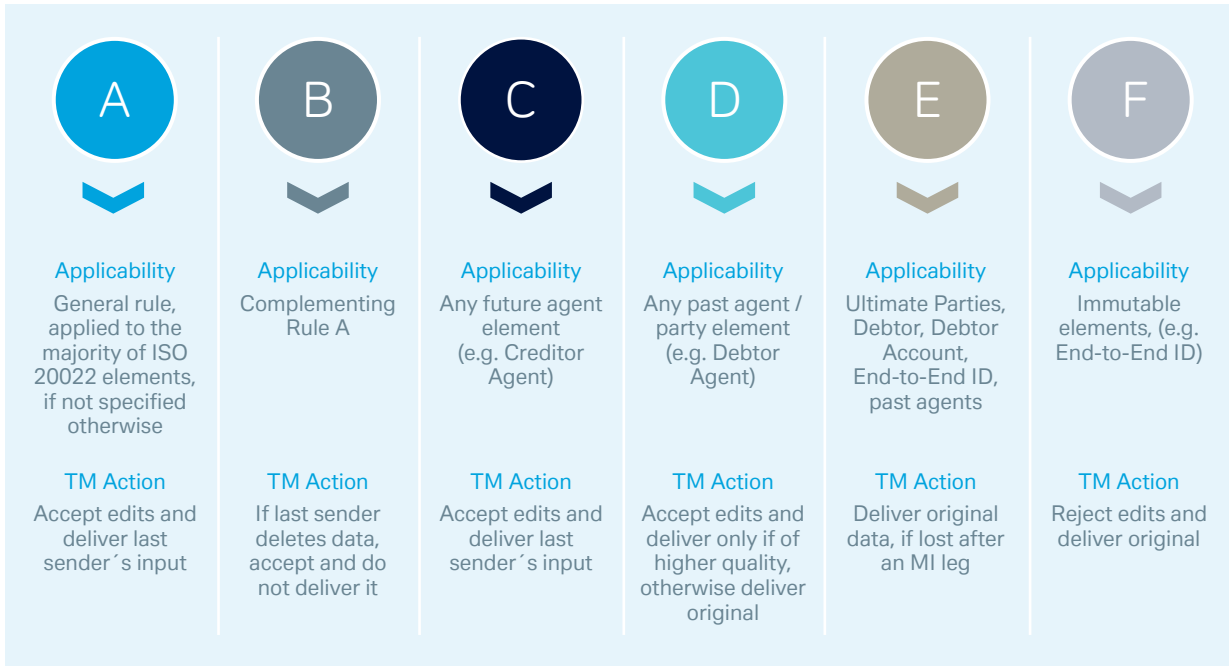 A
Applicability
General rule,
applied to the
majority of ISO
20022 elements,
if not specified
otherwise
TM Action
Accept edits and
deliver last
sender´s input
B
Applicability
Complementing
Rule A
TM Action
If last sender
deletes data,
accept and do
not deliver it
C
Applicability
Any future agent
element
(e.g. Creditor
Agent)
TM Action
Accept edits and
deliver last
sender´s input
D
Applicability
Any past agent /
party element
(e.g. Debtor
Agent)
TM Action
Accept edits and
deliver only if of
higher quality,
otherwise deliver
original
E
Applicability
Ultimate Parties,
Debtor, Debtor
Account,
End-to-End ID,
past agents
TM Action
Deliver original
data, if lost after
an MI leg
F
Applicability
Immutable
elements, (e.g.
End-to-End ID)
TM Action
Reject edits and
deliver original